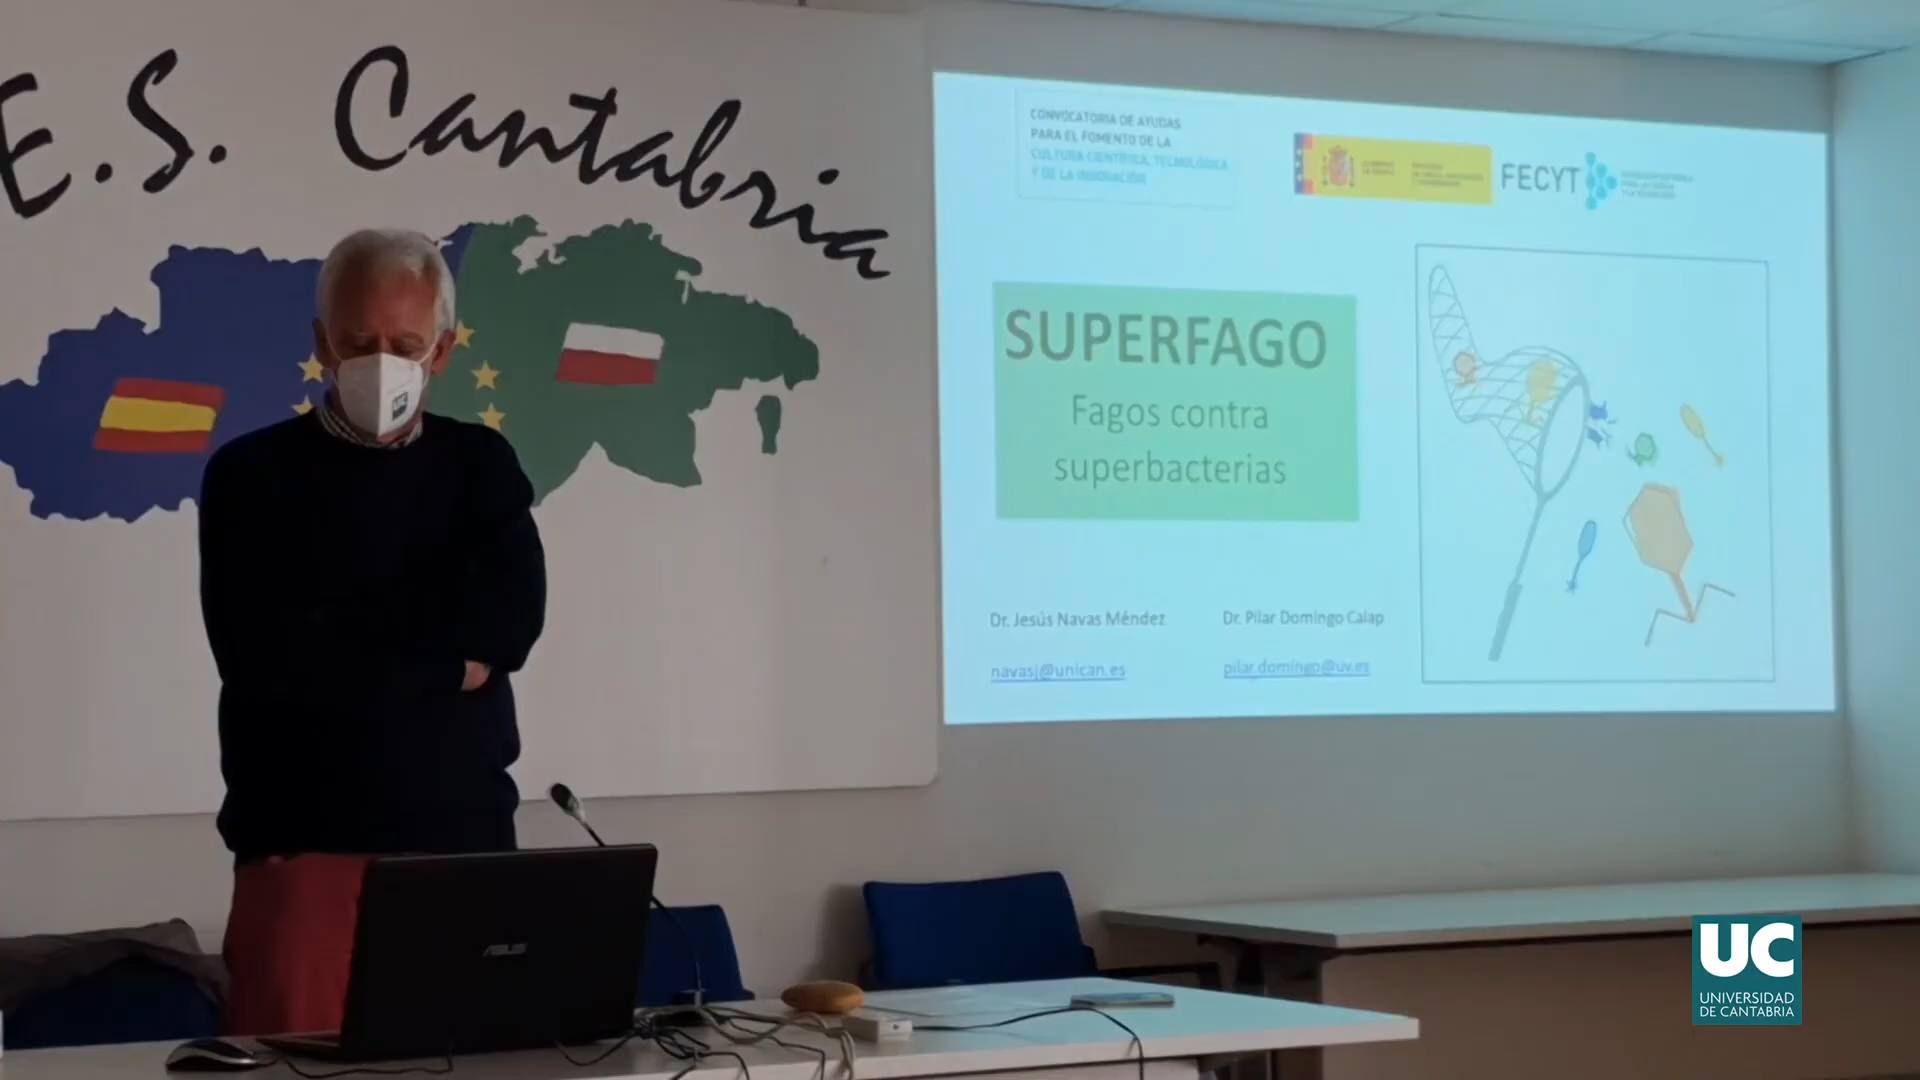 E.S. Cantabria
CONVOCATORIA DE AYUDAS
PARA EL FOMENTO DE LA
CULTURA CIENTÍFICA, TECNOLÓGICA
Y DE LA INNOVACIÓN
FECYT
SUPERFAGO
Fagos contra
superbacterias
Dr. Jesús Navas Méndez
Dr. Pilar Domingo Calap
navasj@unican.es
pilar.domingo@uv.es
UC
ASUS
UC
UNIVERSIDAD
DE CANTABRIA